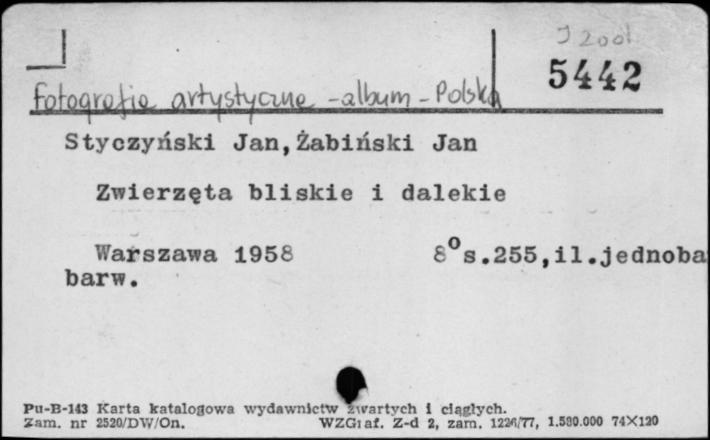 J 2001
5442
Fotografie artystyczne - album - Polska
Styczyński Jan, Żabiński Jan
Zwierzęta bliskie i dalekie
Warszawa 1958 8° s.255, il. jednoba
barw.
Pu-B-143 Karta katalogowa wydawnictw zwartych i ciągłych.
Zam. nr 2520/DW/On. WZGraf. Z-d 2, zam. 1226/77, 1.580.000 74X120